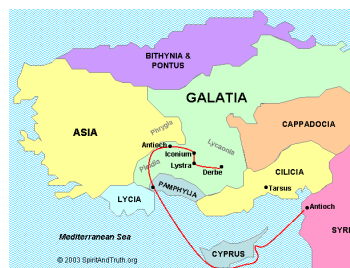 BITHYNIA &
PONTUS
GALATIA
CAPPADOCIA
ASIA
Phrygia
Lycaonia
Antioch
Iconium
Lystra
Pisidia
Derbe
CILICIA
Tarsus
PAMPHYLIA
LYCIA
Antioch
Mediterranean Sea
SYRI
CYPRUS
© 2003 SpiritAndTruth.org